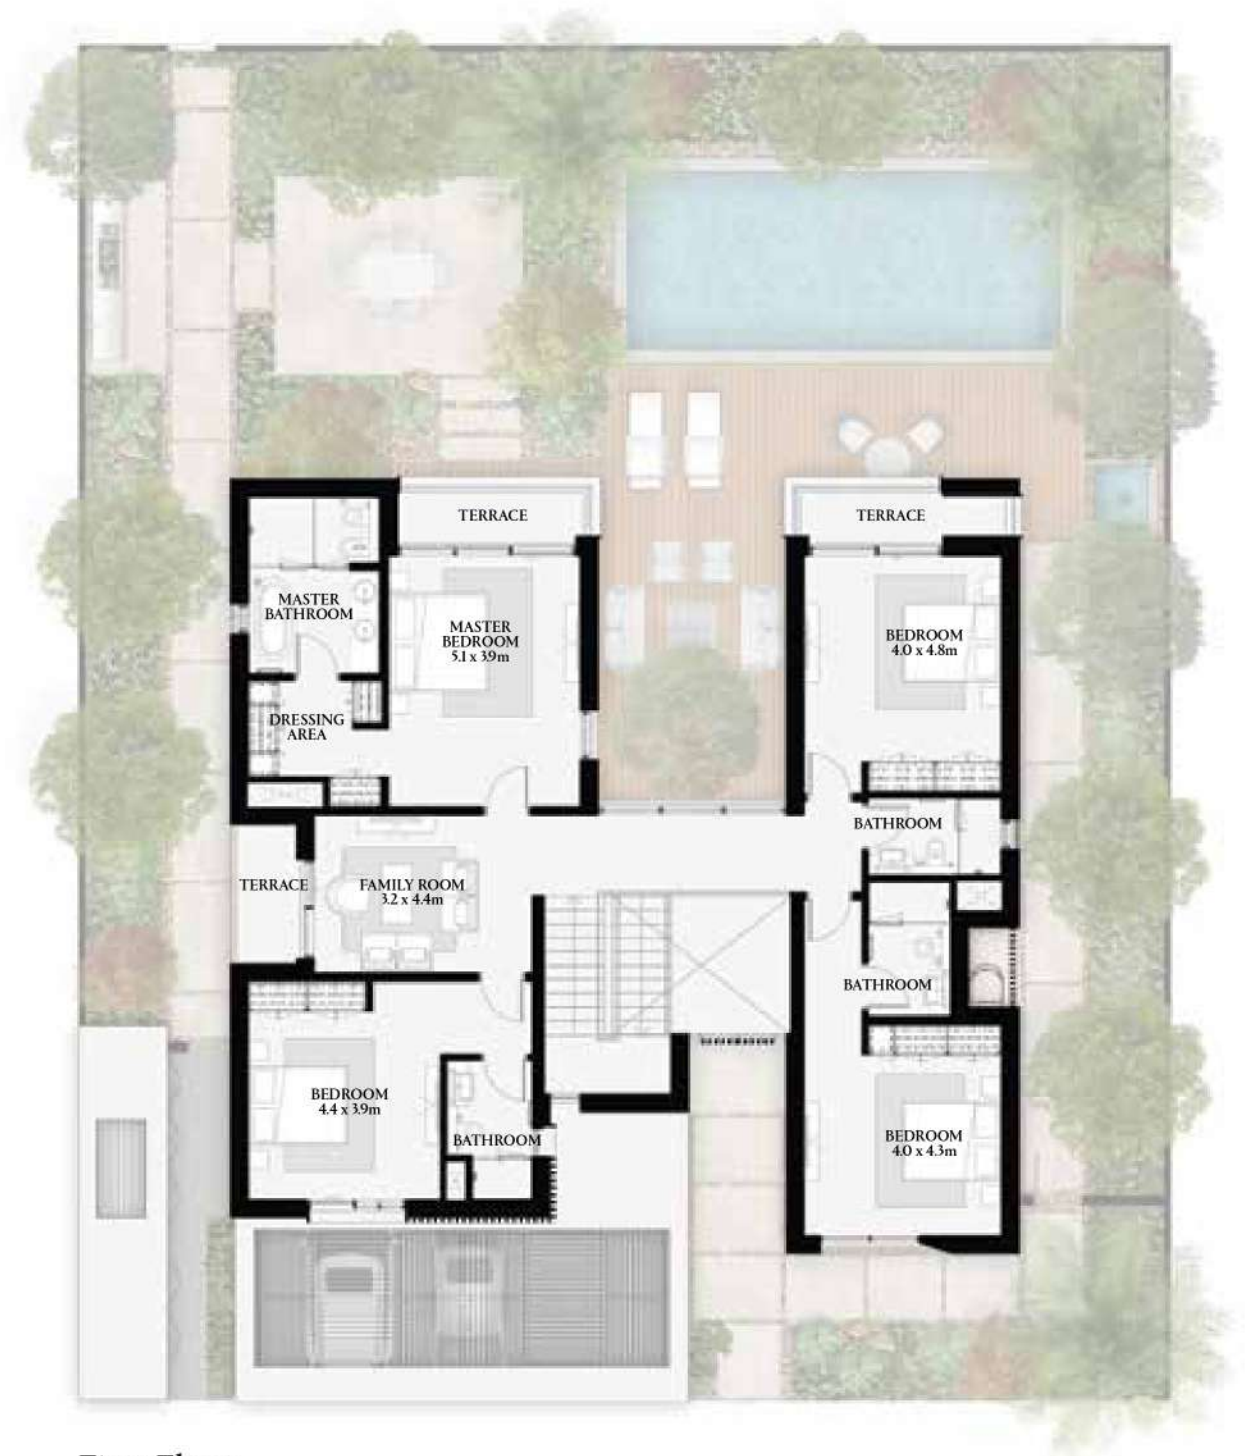 TERRACE
TERRACE
MASTER
BATHROOM
MASTER
BEDROOM
5.1 x 3.9m
BEDROOM
4.0 x 4.8m
DRESSING
AREA
BATHROOM
TERRACE
FAMILY ROOM
3.2 x 4.4m
BATHROOM
BEDROOM
4.4 x 3.9m
BATHROOM
BEDROOM
4.0 x 4.3m